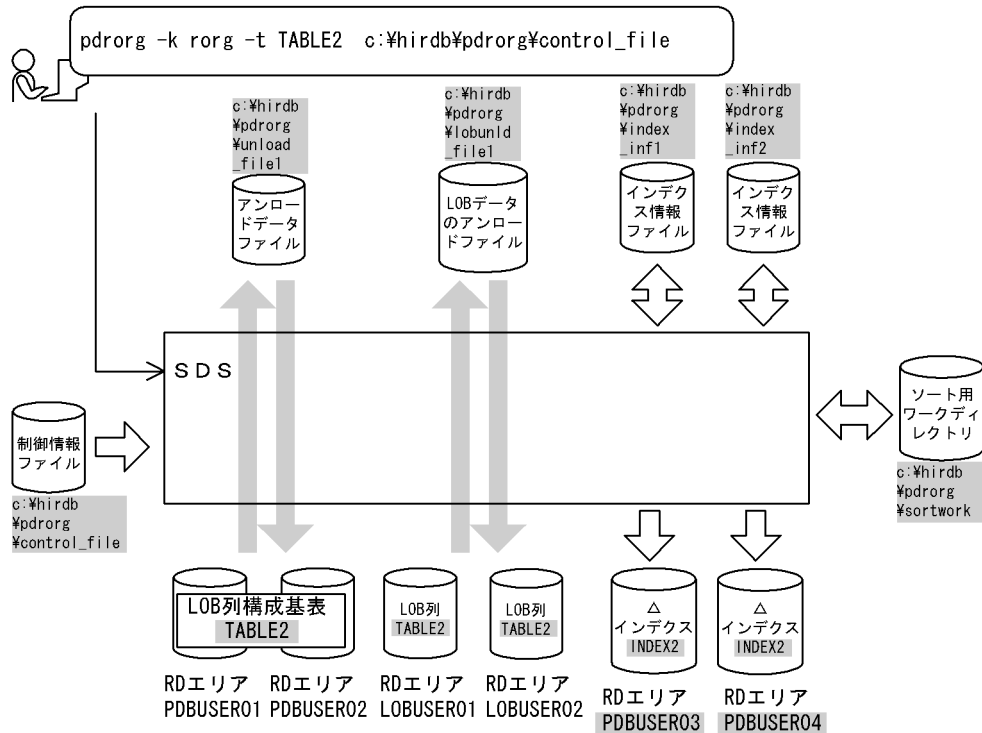 pdrorg -k rorg -t TABLE2 c:¥hirdb¥pdrorg¥control_file
c:¥hirdb
¥pdrorg
¥unload
_file1
c:¥hirdb
¥pdrorg
¥lobunld
_file1
c:¥hirdb
¥pdrorg
¥index
_inf1
c:¥hirdb
¥pdrorg
¥index
_inf2
アンロー
ドデータ
ファイル
LOBデータ
のアンロー
ドファイル
インデク
ス情報
ファイル
インデク
ス情報
ファイル
SDS
制御情報
ファイル
c:¥hirdb
¥pdrorg
¥control_file
ソート用
ワークディ
レクトリ
c:¥hirdb
¥pdrorg
¥sortwork
LOB列構成基表
TABLE2
LOB列
TABLE2
LOB列
TABLE2
△
インデクス
INDEX2
△
インデクス
INDEX2
RDエリア
PDBUSER01
RDエリア
PDBUSER02
RDエリア
LOBUSER01
RDエリア
LOBUSER02
RDエリア
PDBUSER03
RDエリア
PDBUSER04